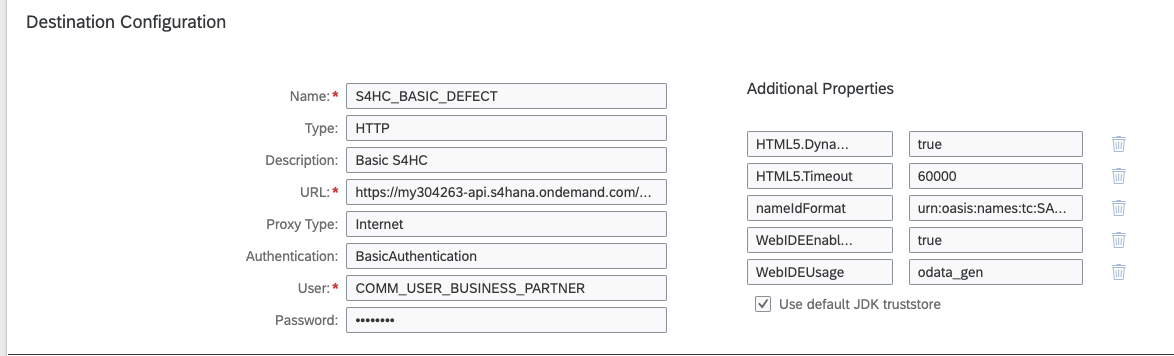 Destination Configuration
Name:* S4HC_BASIC_DEFECT
Type: HTTP
Description: Basic S4HC
URL:* https://my304263-api.s4hana.ondemand.com/...
Proxy Type: Internet
Authentication: BasicAuthentication
User:* COMM_USER_BUSINESS_PARTNER
Password: ••••••••
Additional Properties
HTML5.Dyna... true
HTML5.Timeout 60000
nameIdFormat urn:oasis:names:tc:SA...
WebIDEEnabl... true
WebIDEUsage odata_gen
Use default JDK truststore